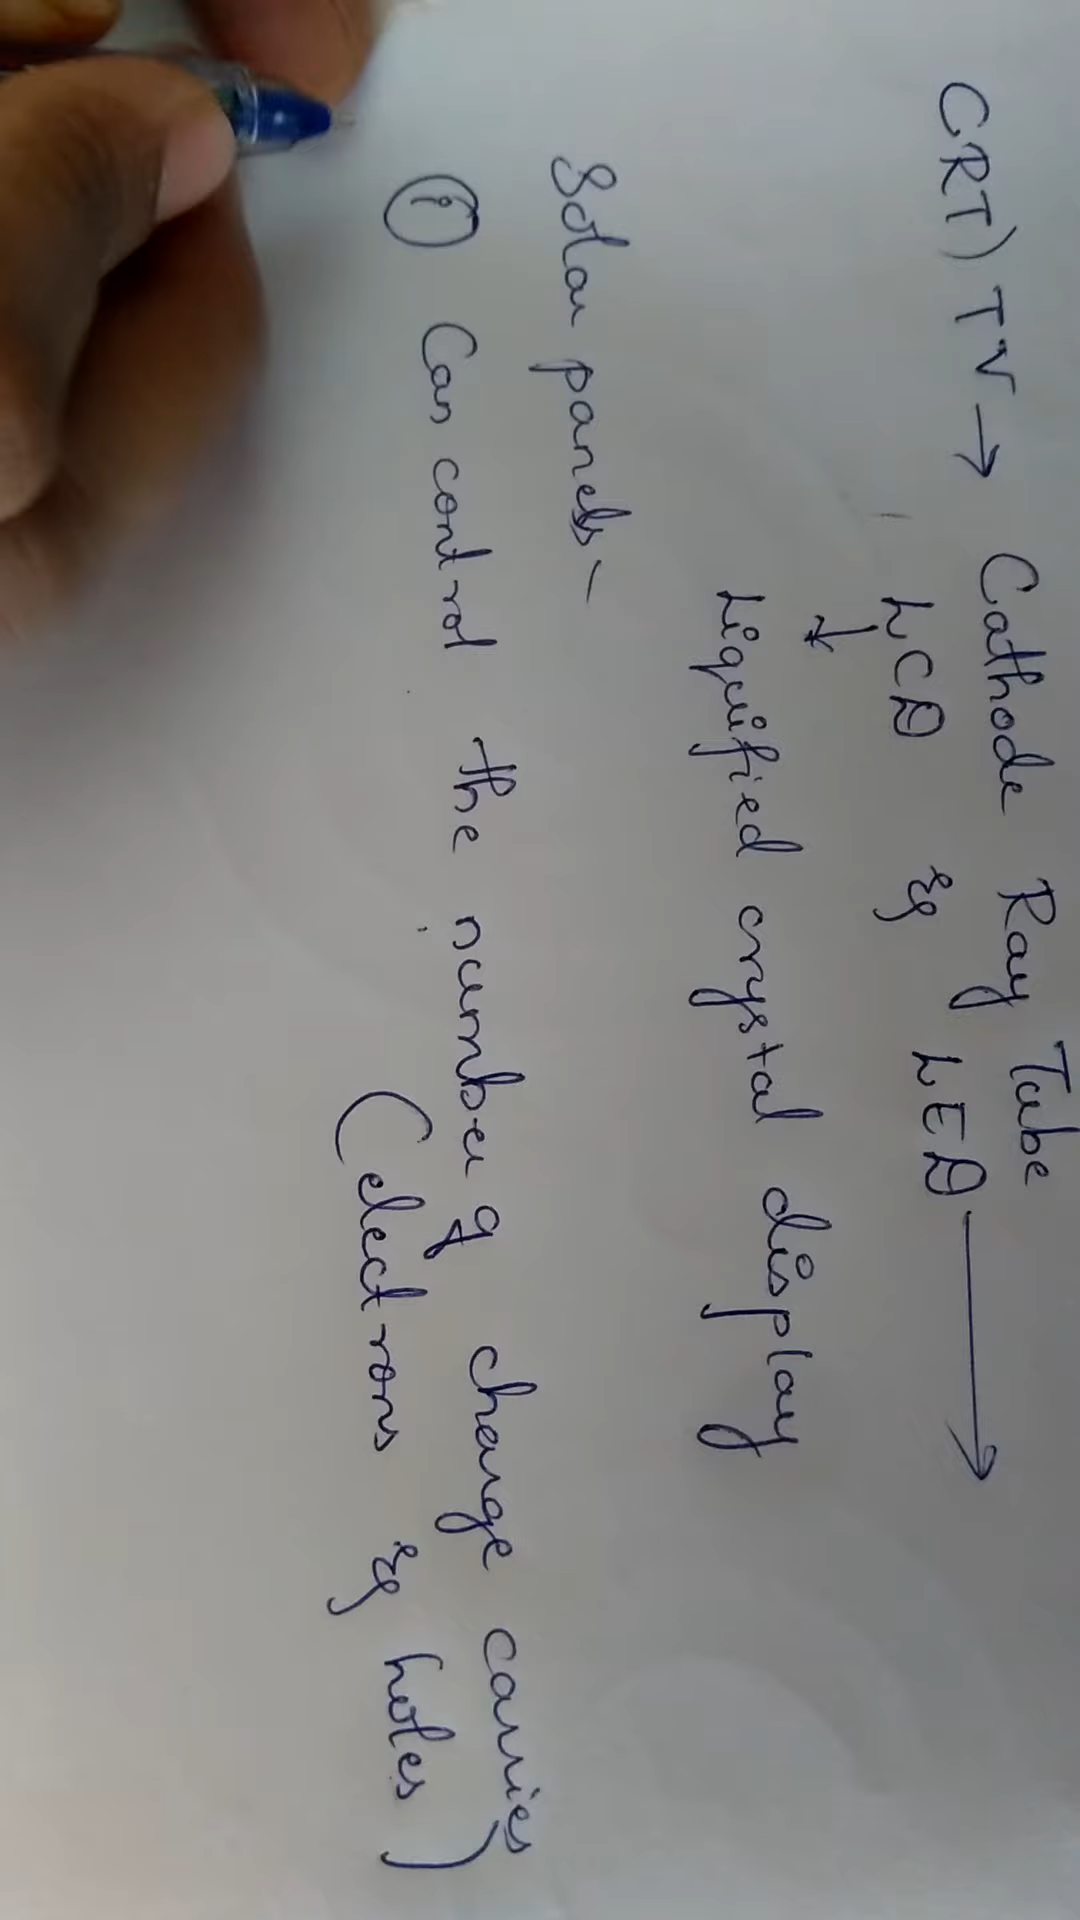 CRT) TV → Cathode Ray Tube
LCD & LED →
↓
Liquified crystal display
Solar panels -
(i) Can control the number of charge carries
(electrons & holes)